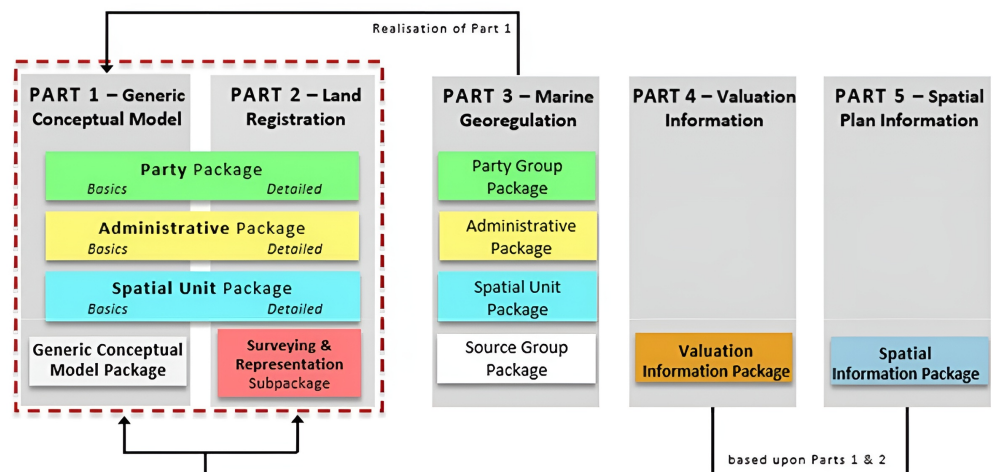 Realisation of Part 1
PART 1 – Generic
Conceptual Model
PART 2 – Land
Registration
PART 3 – Marine
Georegulation
PART 4 – Valuation
Information
PART 5 – Spatial
Plan Information
Party Package
Basics Detailed
Administrative Package
Basics Detailed
Spatial Unit Package
Basics Detailed
Generic Conceptual
Model Package
Surveying &
Representation
Subpackage
Party Group
Package
Administrative
Package
Spatial Unit
Package
Source Group
Package
Valuation
Information Package
Spatial
Information Package
based upon Parts 1 & 2